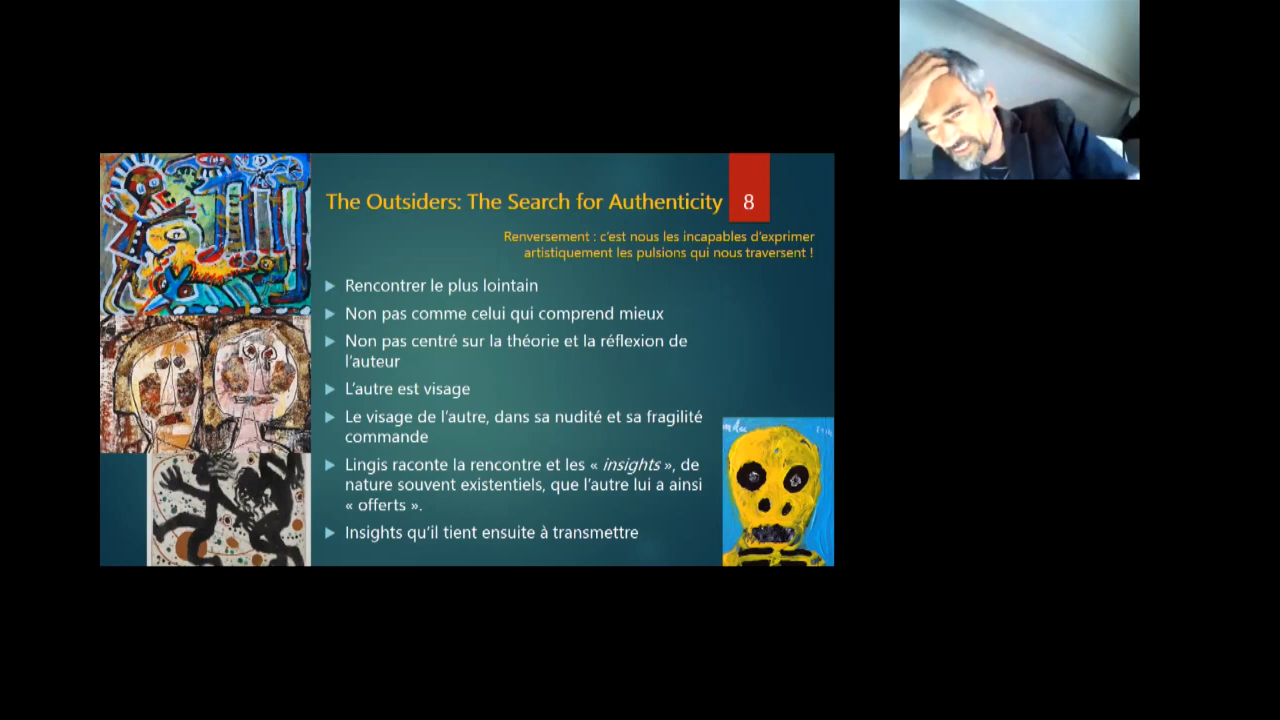 The Outsiders: The Search for Authenticity
8
Renversement : c'est nous les incapables d'exprimer
artistiquement les pulsions qui nous traversent !
Rencontrer le plus lointain
Non pas comme celui qui comprend mieux
Non pas centré sur la théorie et la réflexion de
l'auteur
L'autre est visage
Le visage de l'autre, dans sa nudité et sa fragilité
commande
Lingis raconte la rencontre et les « insights », de
nature souvent existentiels, que l'autre lui a ainsi
« offerts ».
Insights qu'il tient ensuite à transmettre